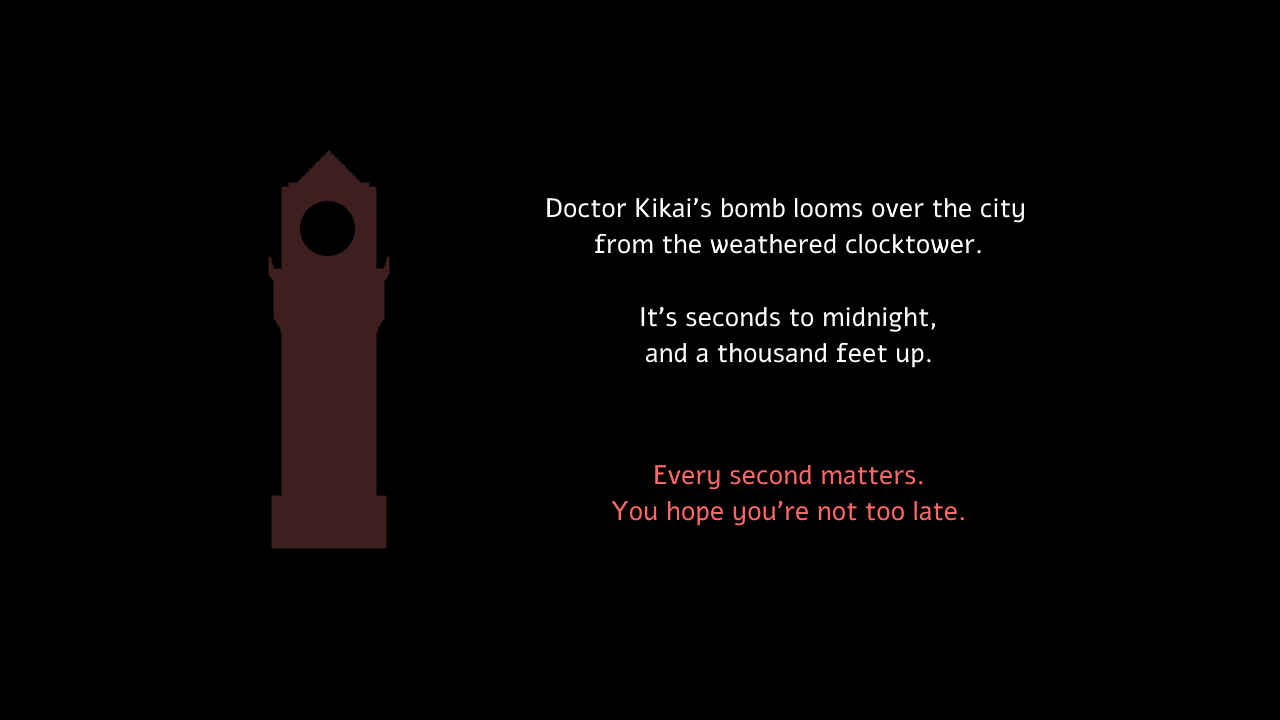 Doctor Kikai’s bomb looms over the city
from the weathered clocktower.
It’s seconds to midnight,
and a thousand feet up.
Every second matters.
You hope you’re not too late.